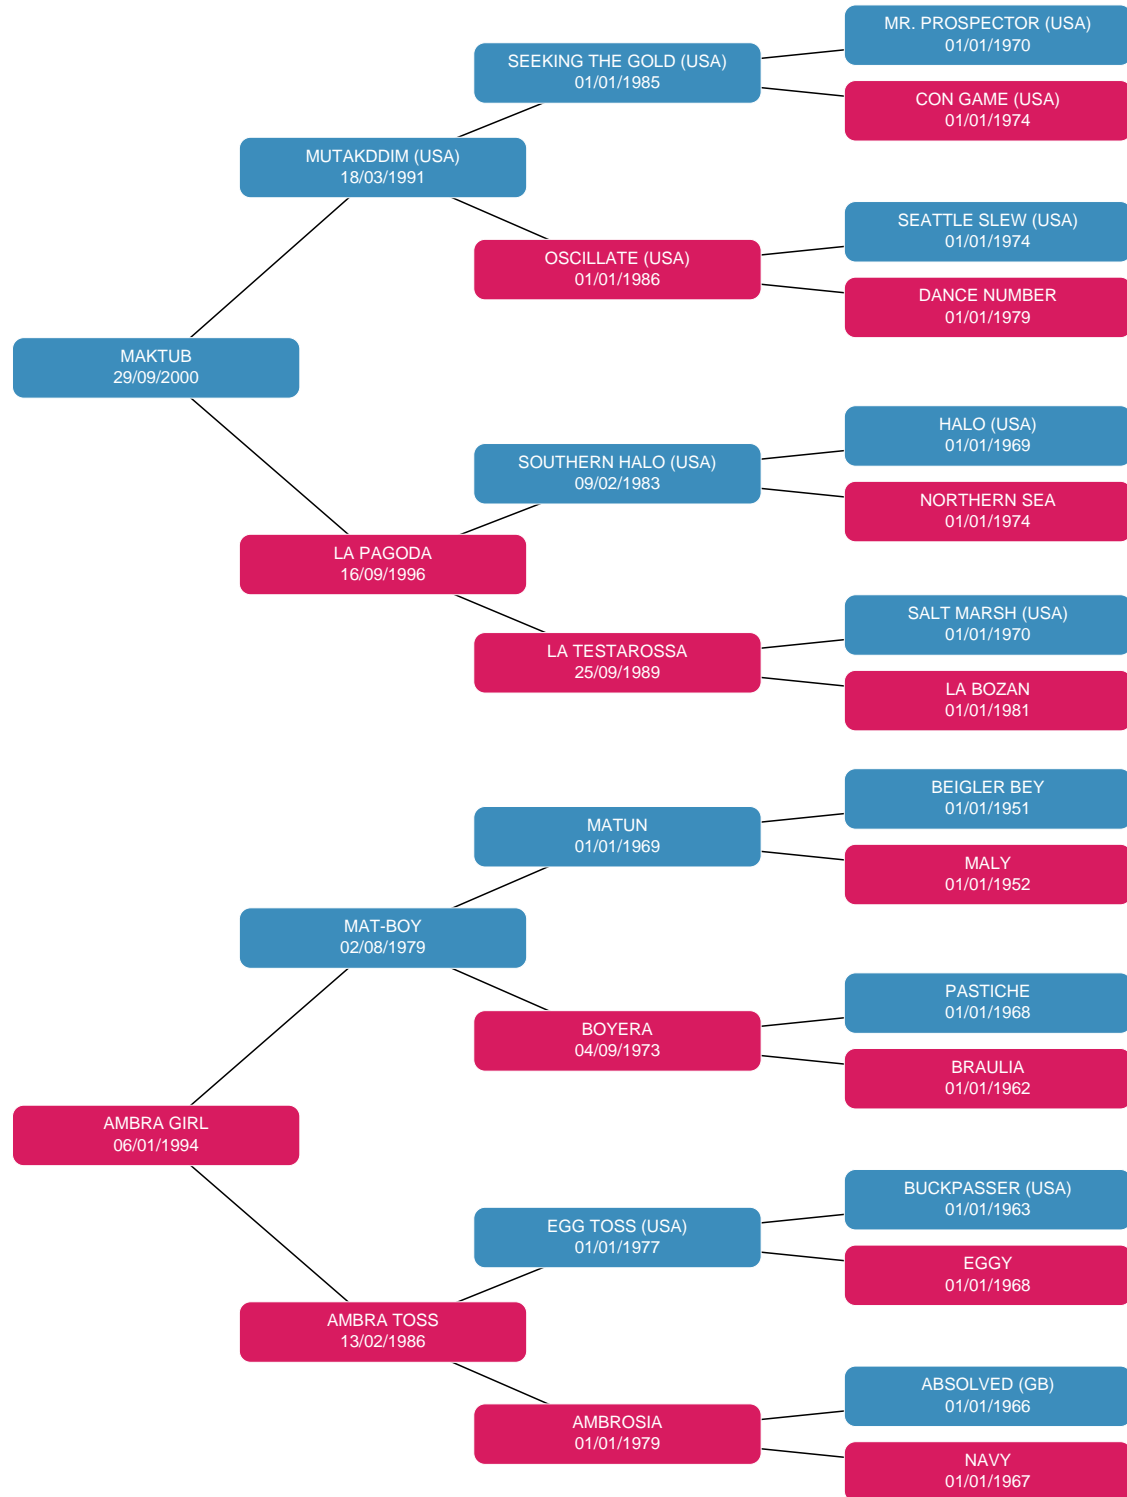 MR. PROSPECTOR (USA)
01/01/1970
SEEKING THE GOLD (USA)
01/01/1985
CON GAME (USA)
01/01/1974
MUTAKDDIM (USA)
18/03/1991
SEATTLE SLEW (USA)
01/01/1974
OSCILLATE (USA)
01/01/1986
DANCE NUMBER
01/01/1979
MAKTUB
29/09/2000
HALO (USA)
01/01/1969
SOUTHERN HALO (USA)
09/02/1983
NORTHERN SEA
01/01/1974
LA PAGODA
16/09/1996
SALT MARSH (USA)
01/01/1970
LA TESTAROSSA
25/09/1989
LA BOZAN
01/01/1981
BEIGLER BEY
01/01/1951
MATUN
01/01/1969
MALY
01/01/1952
MAT-BOY
02/08/1979
PASTICHE
01/01/1968
BOYERA
04/09/1973
BRAULIA
01/01/1962
AMBRA GIRL
06/01/1994
BUCKPASSER (USA)
01/01/1963
EGG TOSS (USA)
01/01/1977
EGGY
01/01/1968
AMBRA TOSS
13/02/1986
ABSOLVED (GB)
01/01/1966
AMBROSIA
01/01/1979
NAVY
01/01/1967